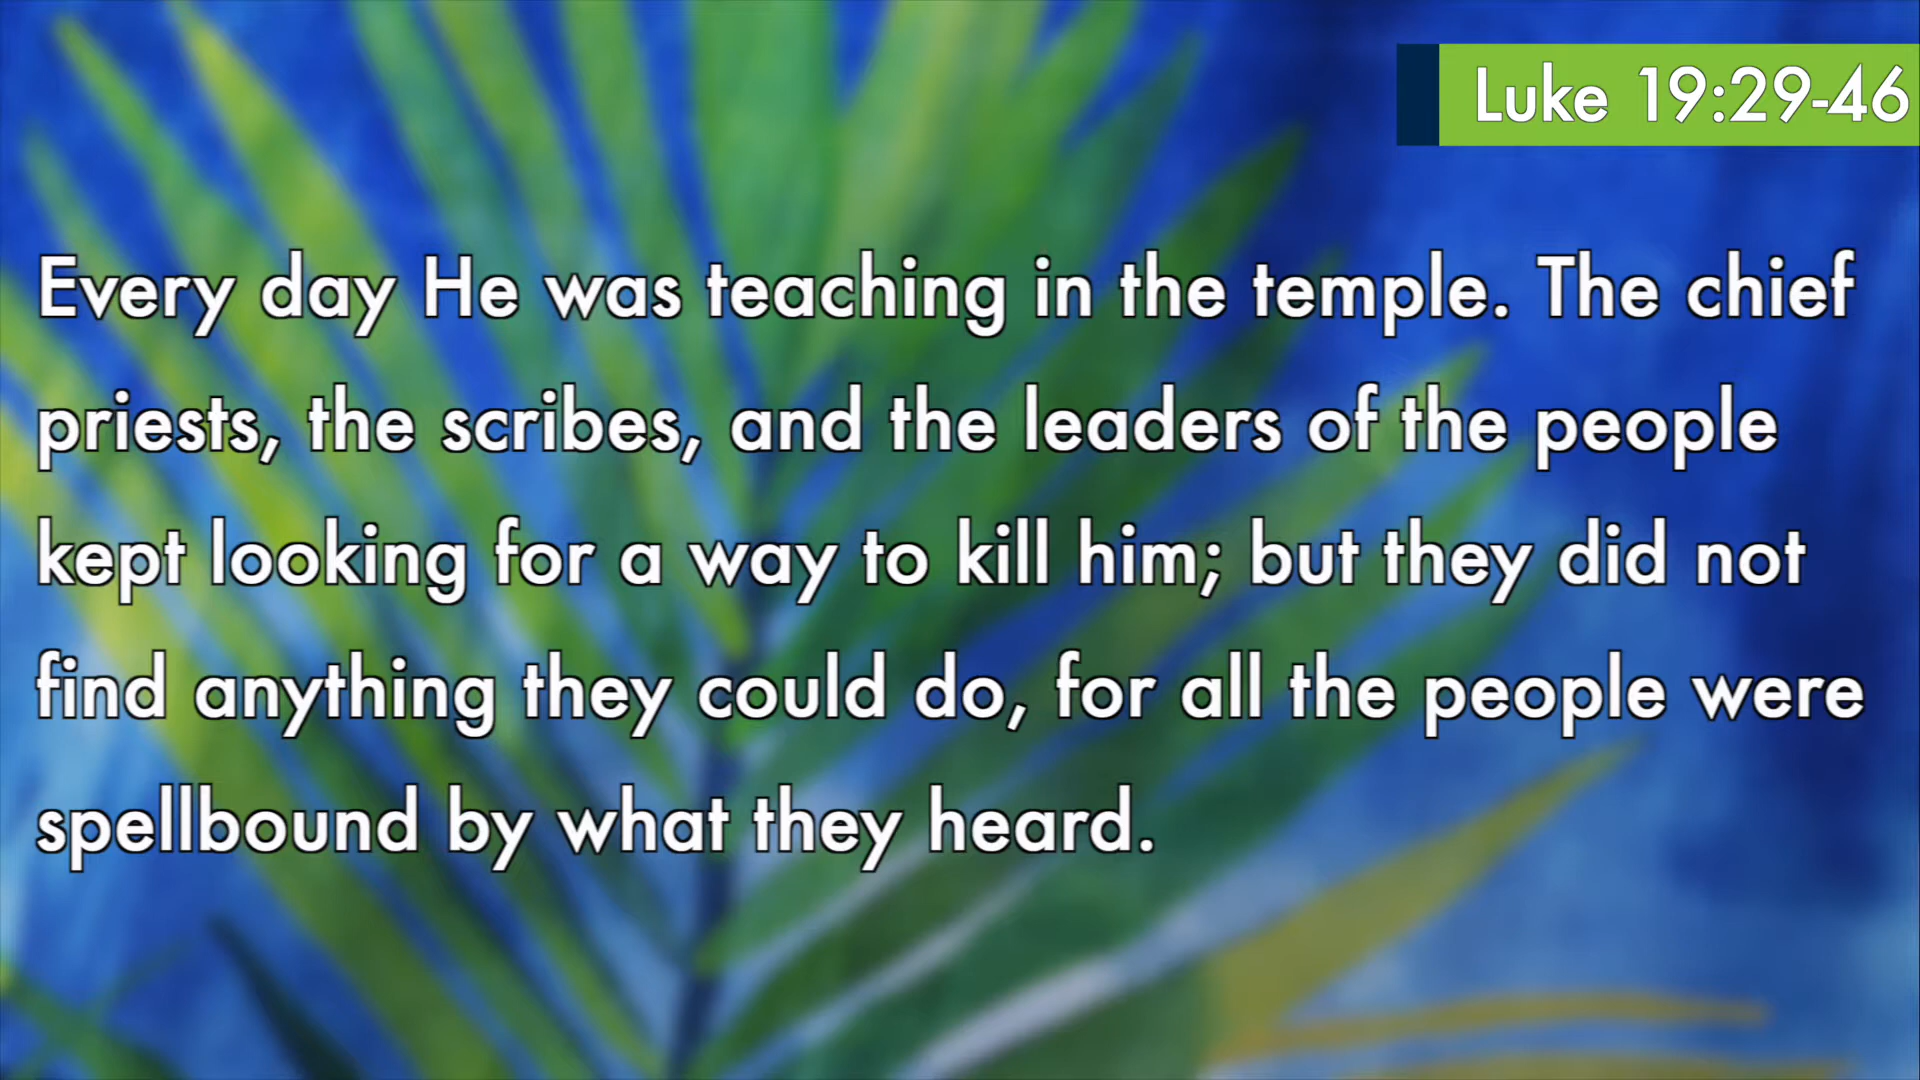 Luke 19:29-46
Every day He was teaching in the temple. The chief
priests, the scribes, and the leaders of the people
kept looking for a way to kill him; but they did not
find anything they could do, for all the people were
spellbound by what they heard.